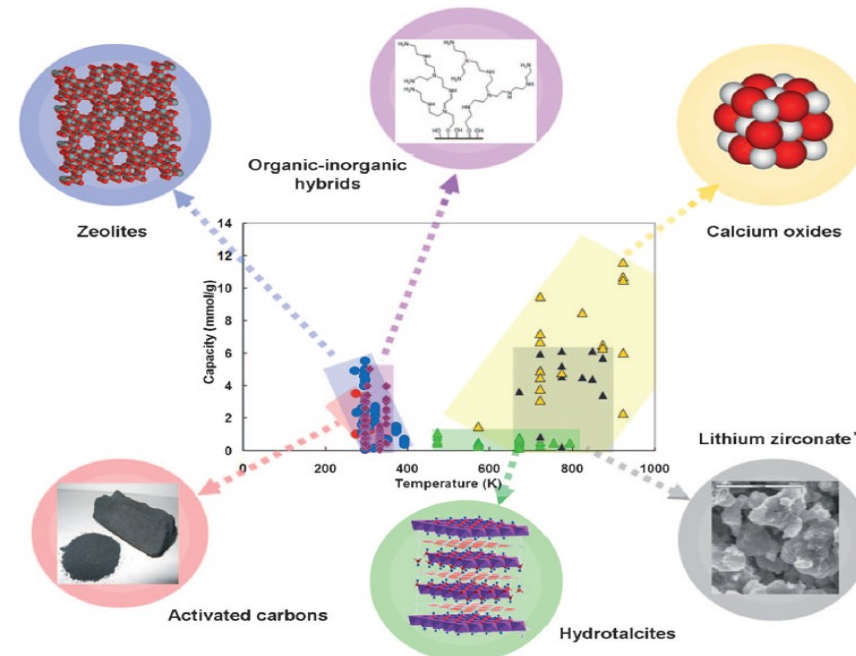 Organic-inorganic
hybrids
Zeolites
Calcium oxides
Capacity (mmol/g)
14
12
10
8
6
4
2
0
0
200
400
600
800
1000
Temperature (K)
Lithium zirconate
Activated carbons
Hydrotalcites